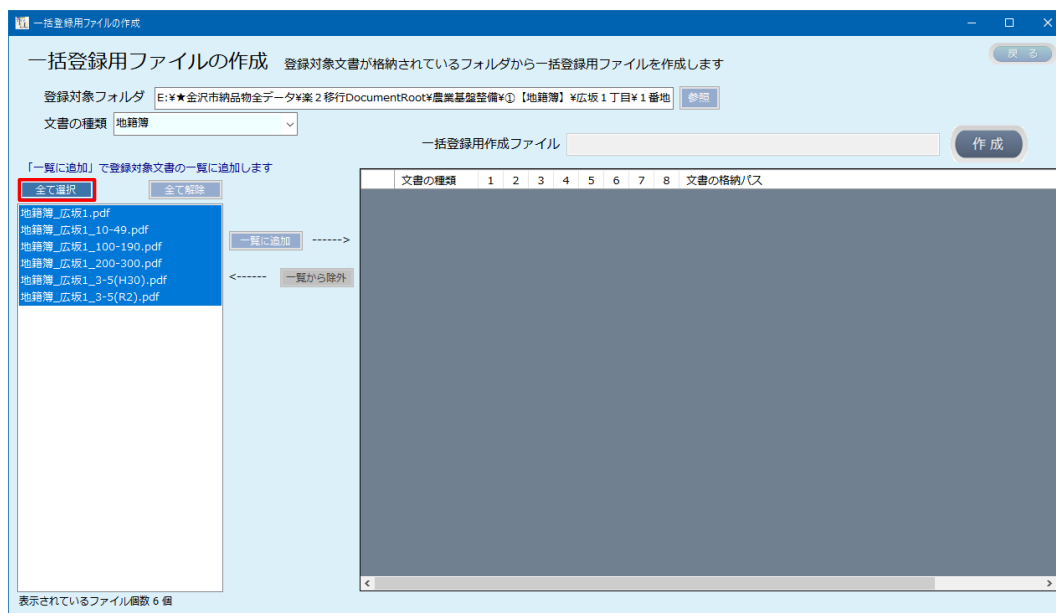 一括登録用ファイルの作成
一括登録用ファイルの作成 登録対象文書が格納されているフォルダから一括登録用ファイルを作成します
戻 る
登録対象フォルダ E:¥★金沢市納品物全データ¥楽２移行DocumentRoot¥農業基盤整備¥①【地籍簿】¥広坂１丁目¥１番地 参照
文書の種類 地籍簿
一括登録用作成ファイル 作 成
「一覧に追加」で登録対象文書の一覧に追加します
全て選択 全て解除
文書の種類 1 2 3 4 5 6 7 8 文書の格納パス
地籍簿_広坂1.pdf
地籍簿_広坂1_10-49.pdf
地籍簿_広坂1_100-190.pdf
地籍簿_広坂1_200-300.pdf
地籍簿_広坂1_3-5(H30).pdf
地籍簿_広坂1_3-5(R2).pdf
一覧に追加 ------>
<------ 一覧から除外
表示されているファイル個数 6 個